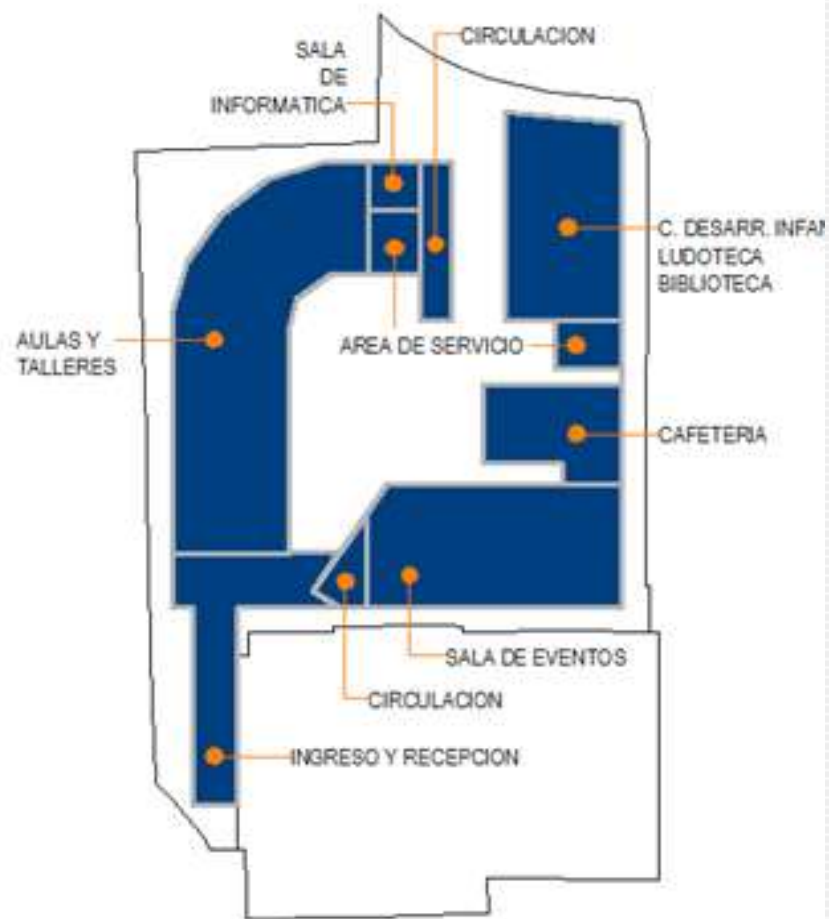 SALA
DE
INFORMATICA
CIRCULACION
C. DESARR. INFAN
LUDOTECA
BIBLIOTECA
AULAS Y
TALLERES
AREA DE SERVICIO
CAFETERIA
SALA DE EVENTOS
CIRCULACION
INGRESO Y RECEPCION